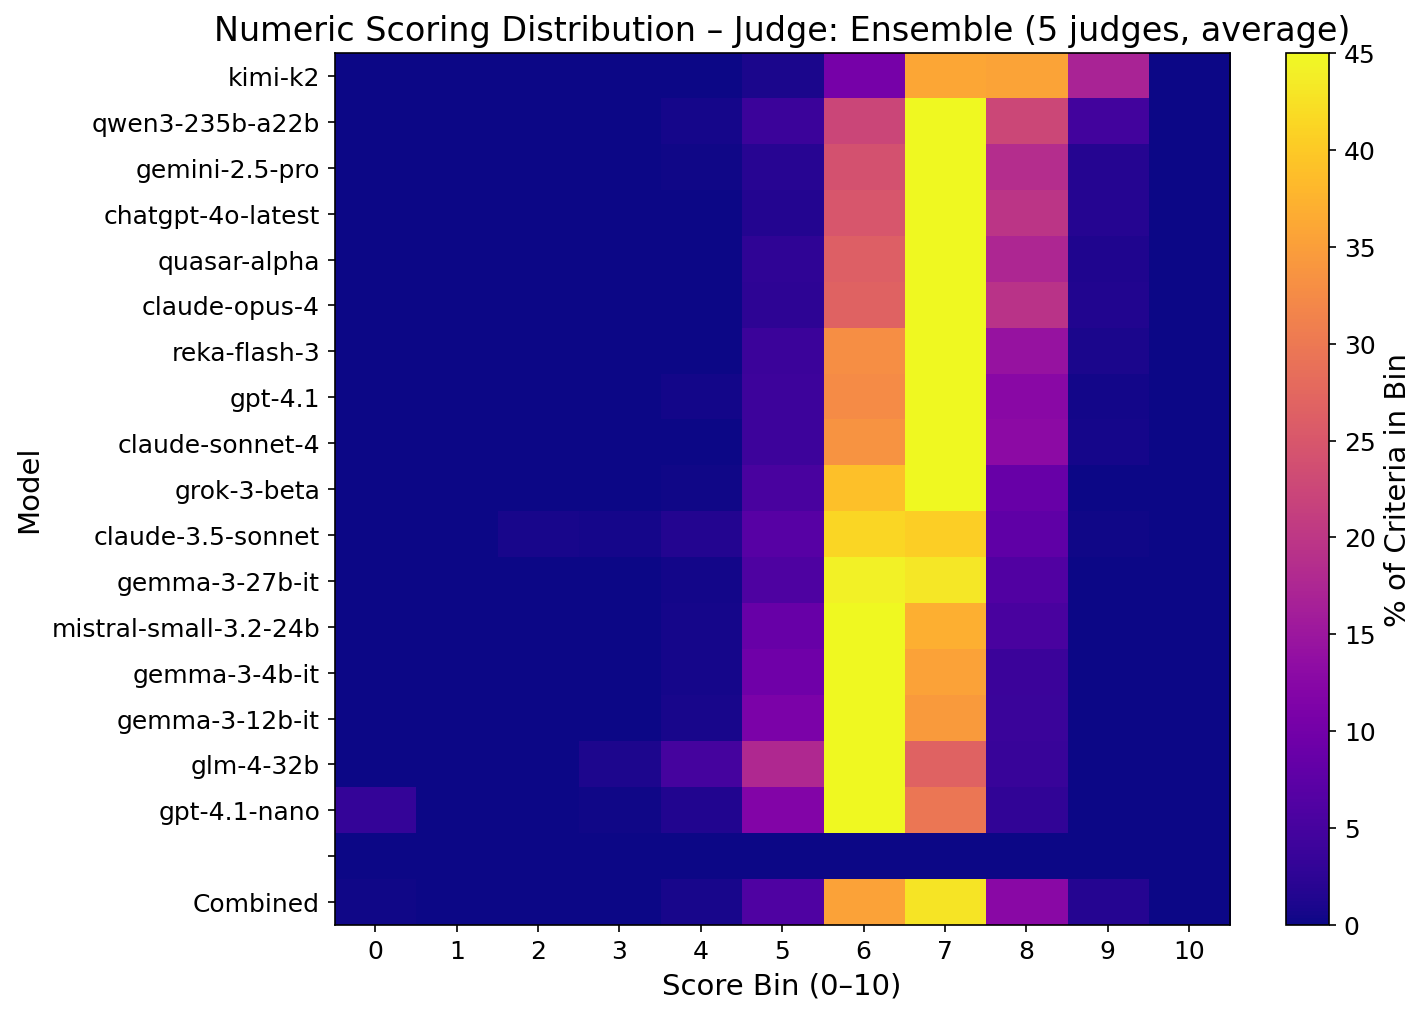 Numeric Scoring Distribution – Judge: Ensemble (5 judges, average)
Model
kimi-k2
qwen3-235b-a22b
gemini-2.5-pro
chatgpt-4o-latest
quasar-alpha
claude-opus-4
reka-flash-3
gpt-4.1
claude-sonnet-4
grok-3-beta
claude-3.5-sonnet
gemma-3-27b-it
mistral-small-3.2-24b
gemma-3-4b-it
gemma-3-12b-it
glm-4-32b
gpt-4.1-nano
Combined
0 1 2 3 4 5 6 7 8 9 10
Score Bin (0–10)
45
40
35
30
25
20
15
10
5
0
% of Criteria in Bin